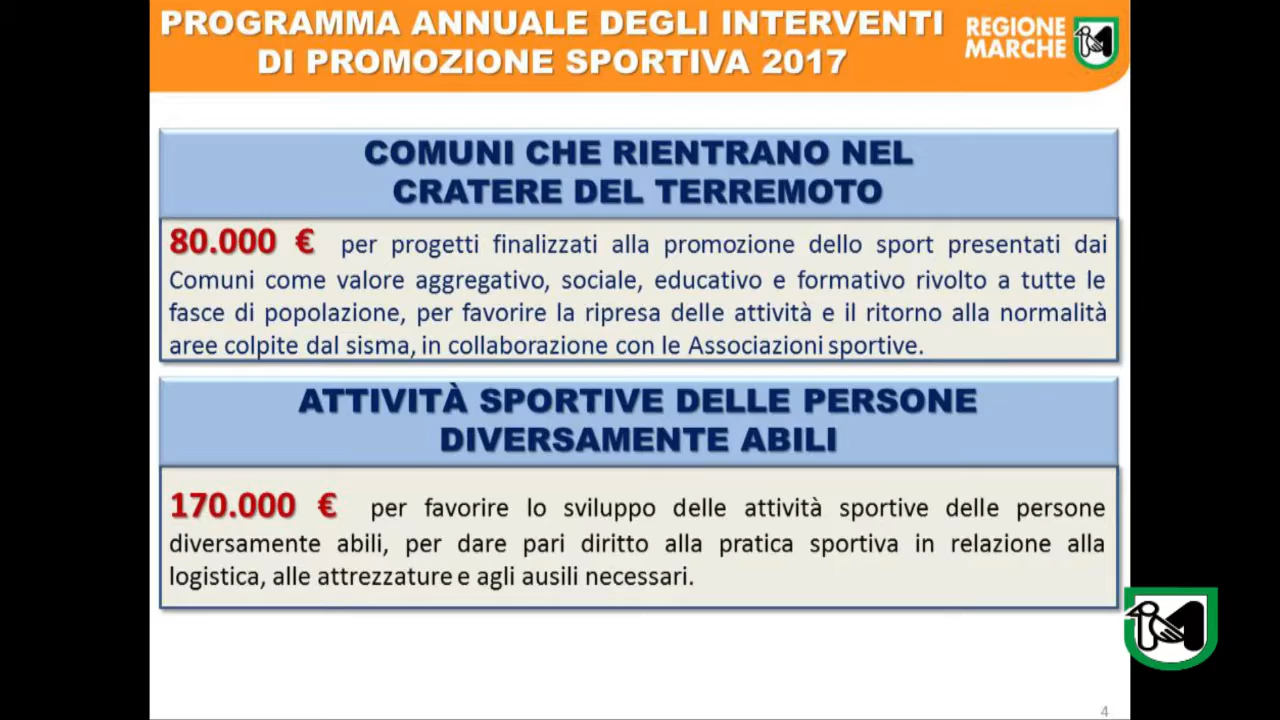 PROGRAMMA ANNUALE DEGLI INTERVENTI
DI PROMOZIONE SPORTIVA 2017
REGIONE
MARCHE
COMUNI CHE RIENTRANO NEL
CRATERE DEL TERREMOTO
80.000 € per progetti finalizzati alla promozione dello sport presentati dai
Comuni come valore aggregativo, sociale, educativo e formativo rivolto a tutte le
fasce di popolazione, per favorire la ripresa delle attività e il ritorno alla normalità
aree colpite dal sisma, in collaborazione con le Associazioni sportive.
ATTIVITÀ SPORTIVE DELLE PERSONE
DIVERSAMENTE ABILI
170.000 € per favorire lo sviluppo delle attività sportive delle persone
diversamente abili, per dare pari diritto alla pratica sportiva in relazione alla
logistica, alle attrezzature e agli ausili necessari.
4